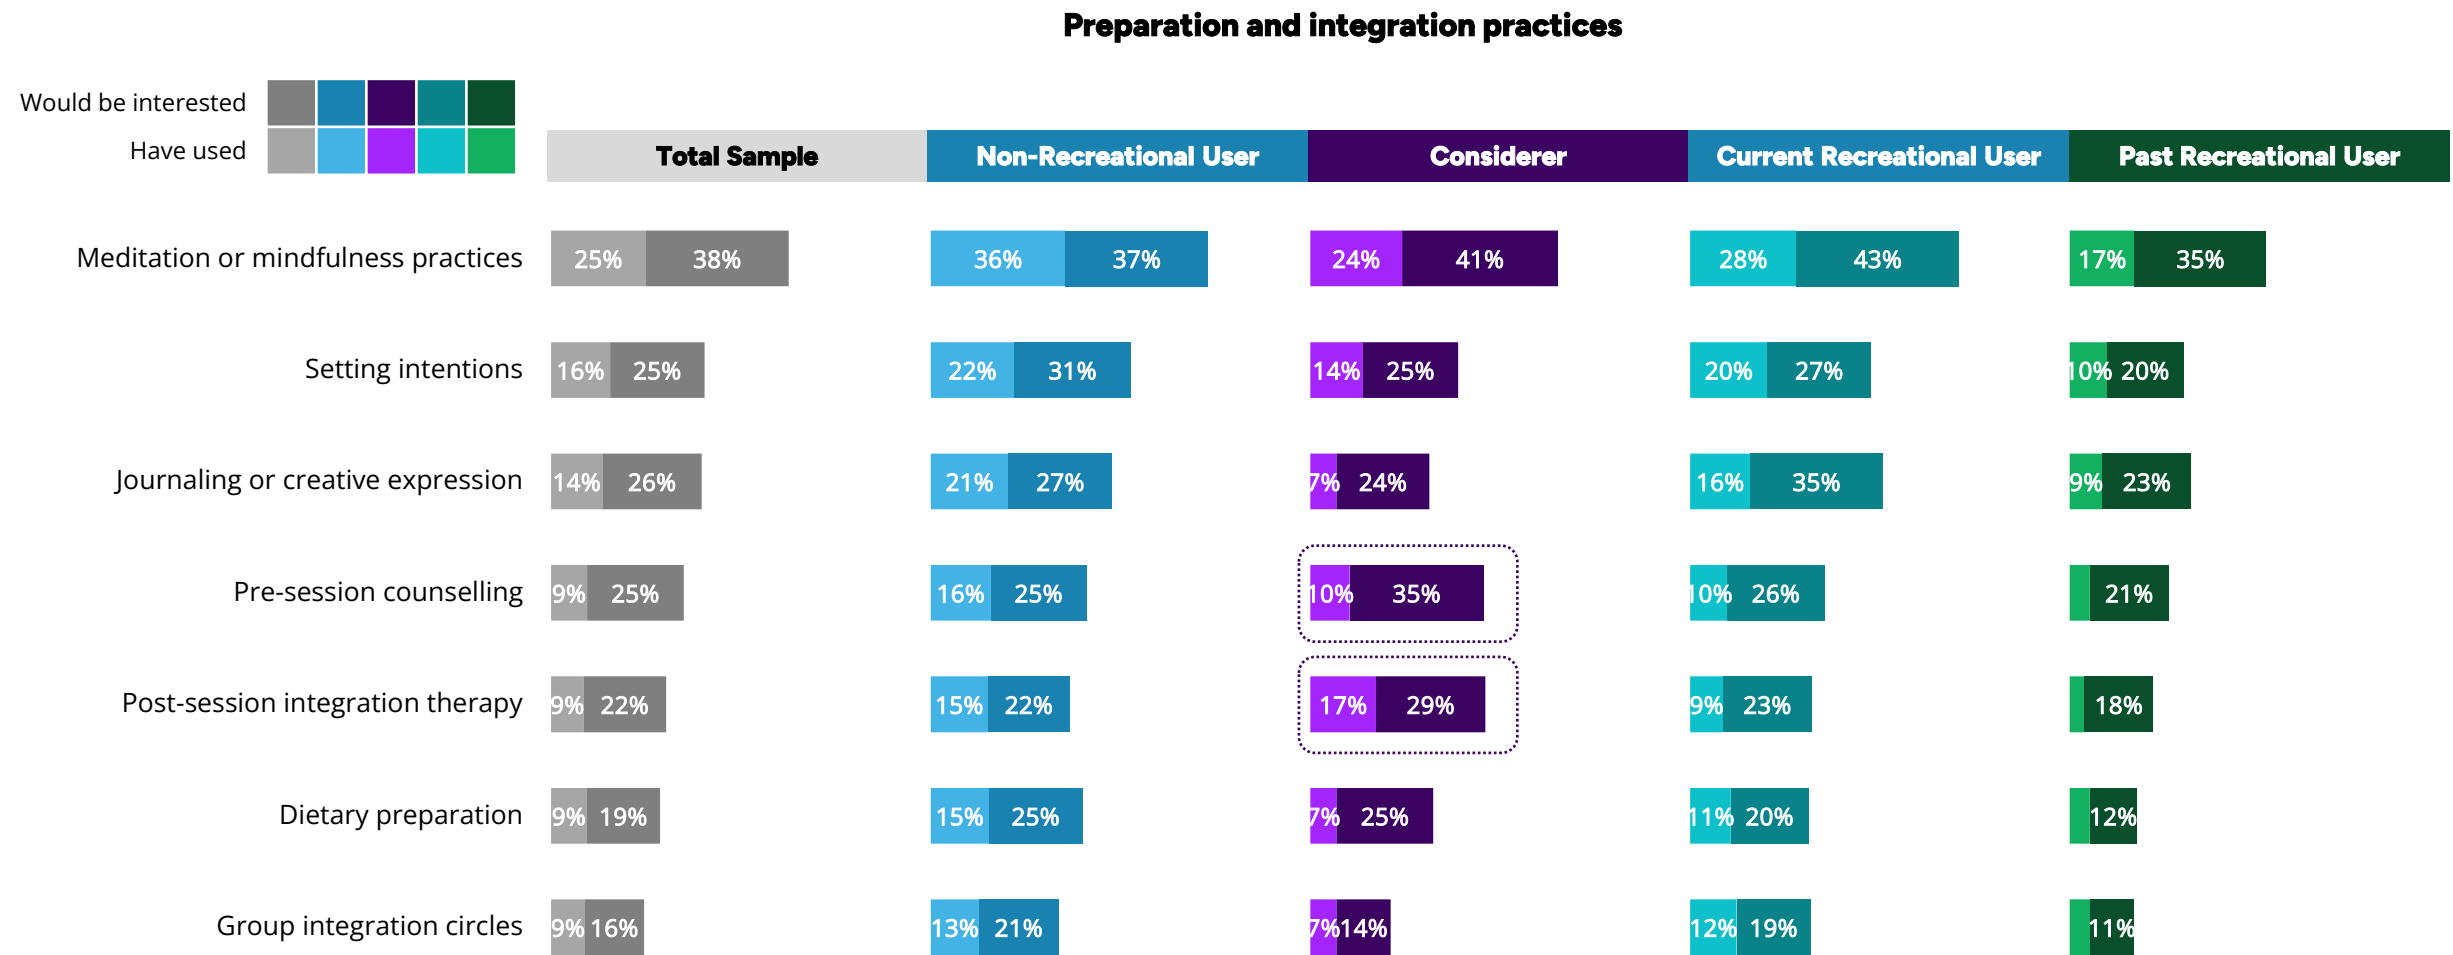 Preparation and integration practices
Would be interested
Have used
Total Sample Non-Recreational User Considerer Current Recreational User Past Recreational User
Meditation or mindfulness practices 25% 38% 36% 37% 24% 41% 28% 43% 17% 35%
Setting intentions 16% 25% 22% 31% 14% 25% 20% 27% 10% 20%
Journaling or creative expression 14% 26% 21% 27% 7% 24% 16% 35% 9% 23%
Pre-session counselling 9% 25% 16% 25% 10% 35% 10% 26% 21%
Post-session integration therapy 9% 22% 15% 22% 17% 29% 9% 23% 18%
Dietary preparation 9% 19% 15% 25% 7% 25% 11% 20% 12%
Group integration circles 9% 16% 13% 21% 7% 14% 12% 19% 11%